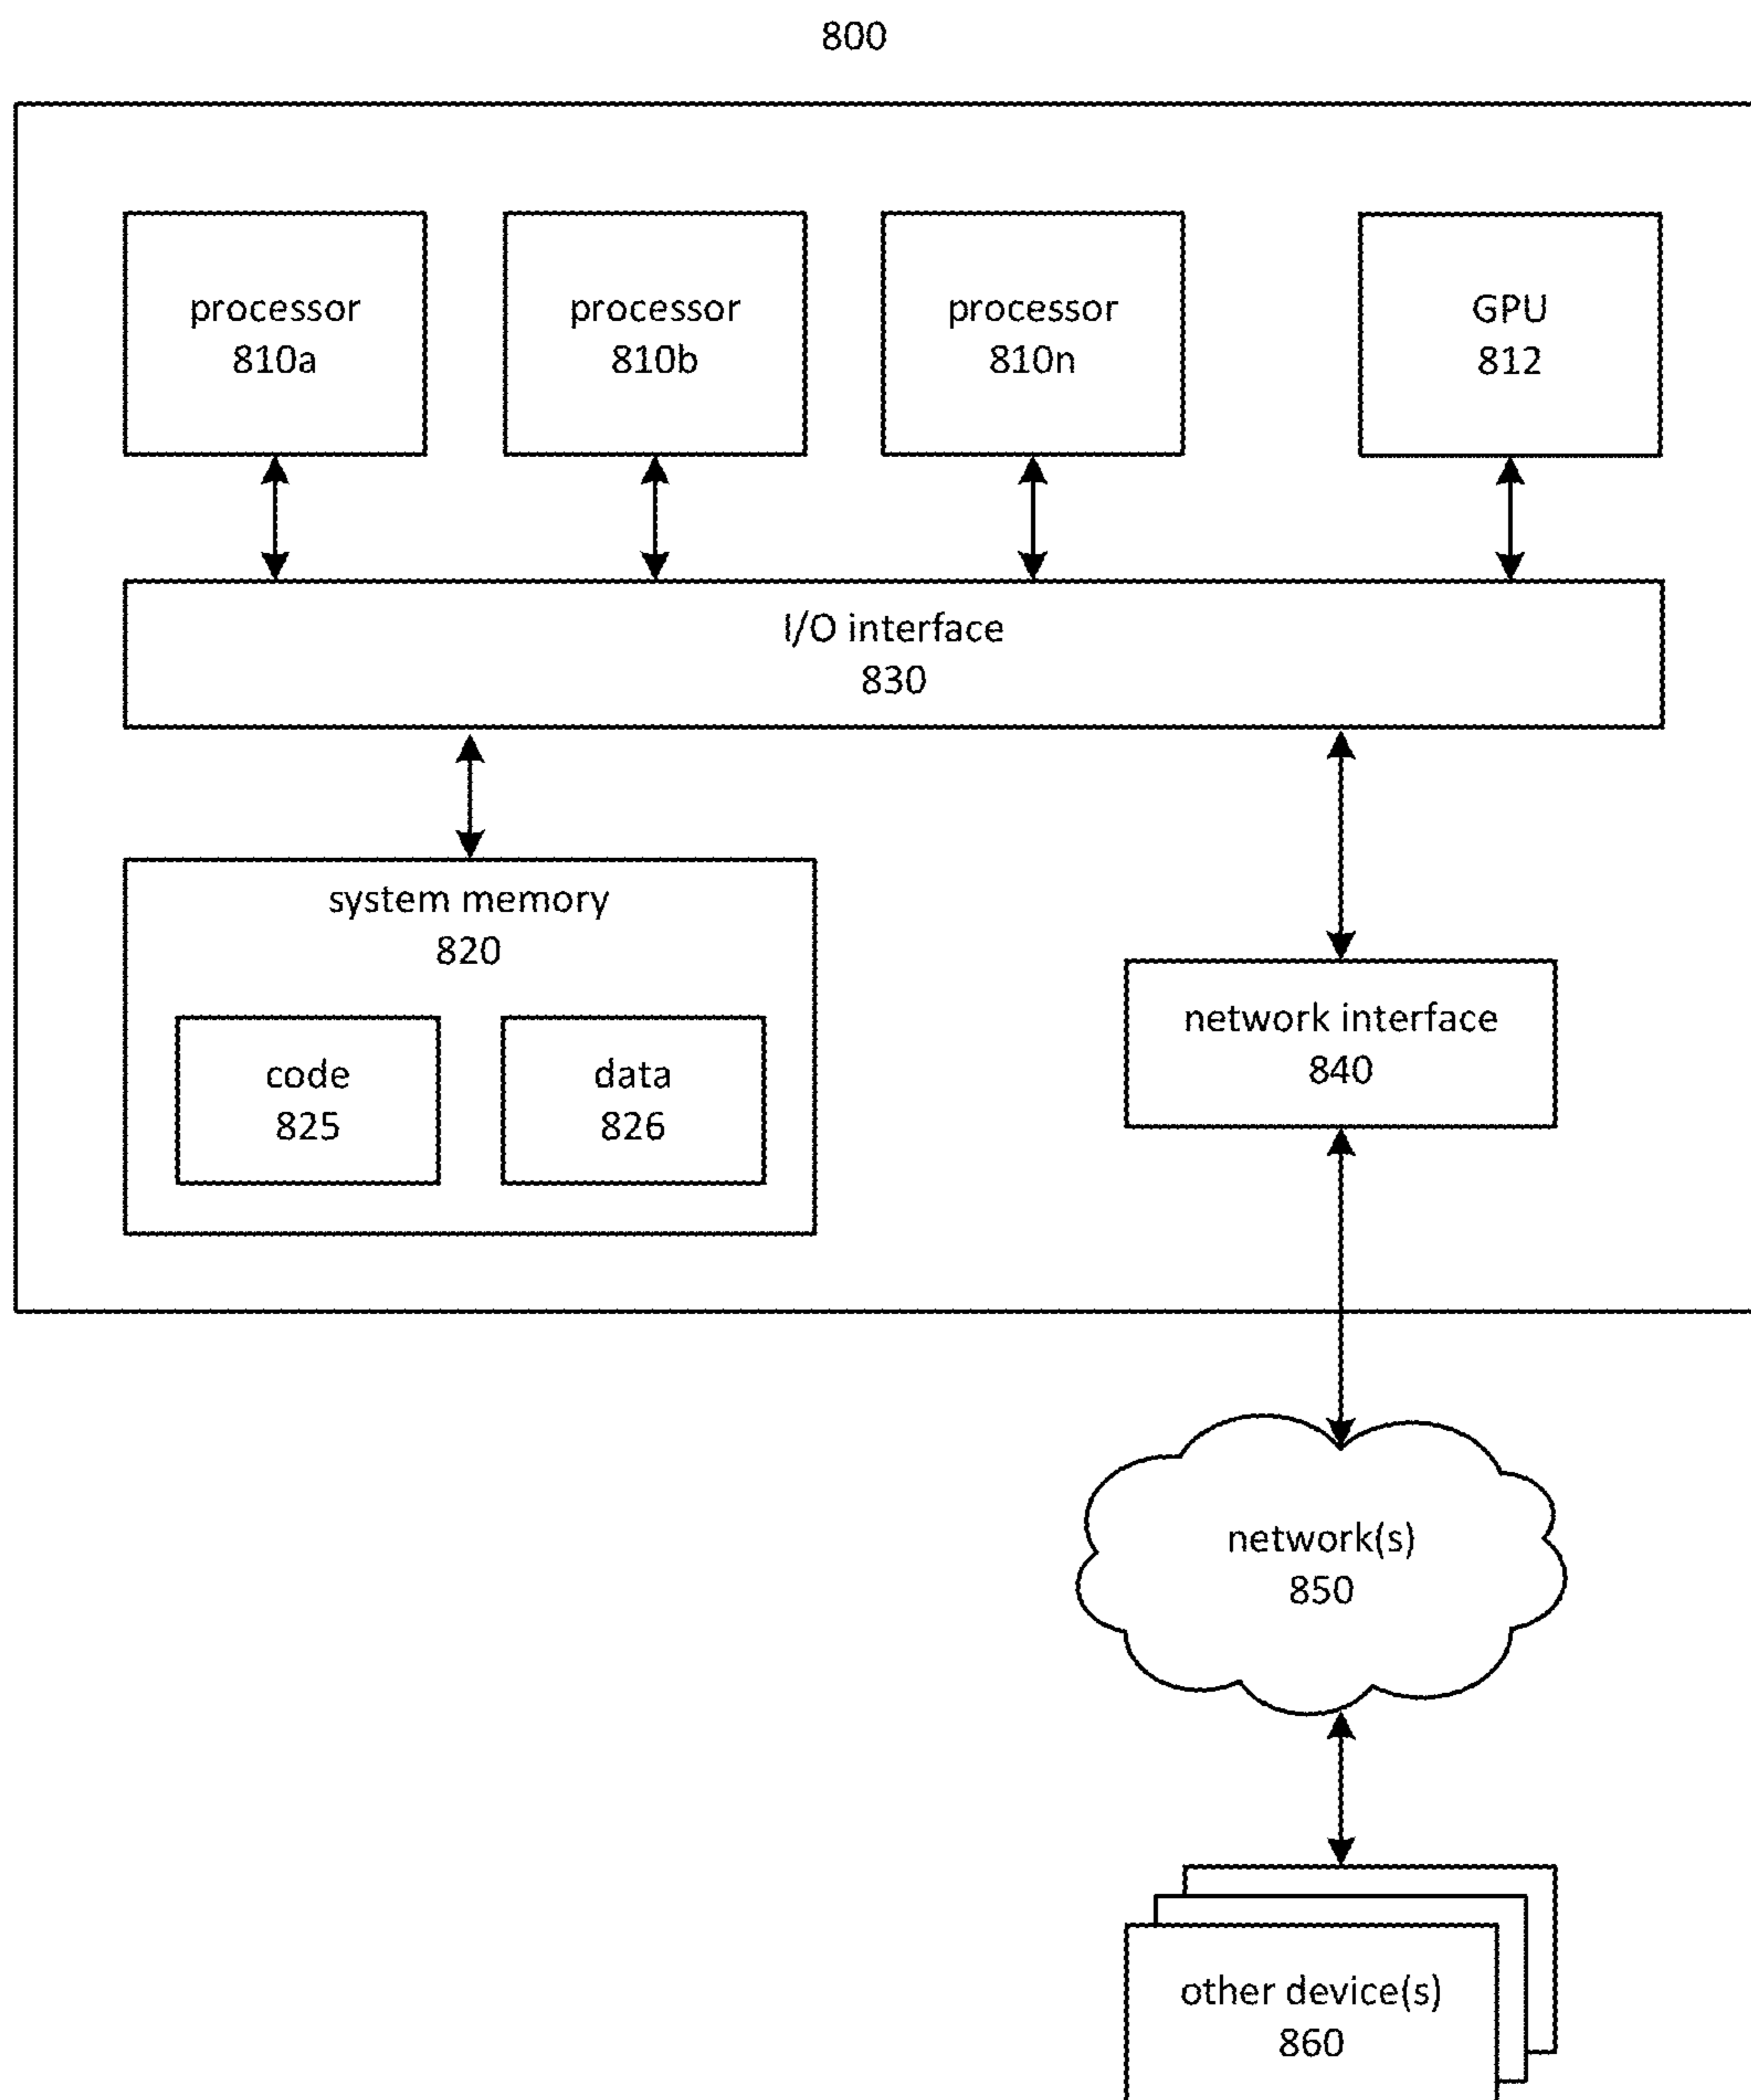 800
processor
810a
processor
810b
processor
810n
GPU
812
I/O interface
830
system memory
820
code
825
data
826
network interface
840
network(s)
850
other device(s)
860